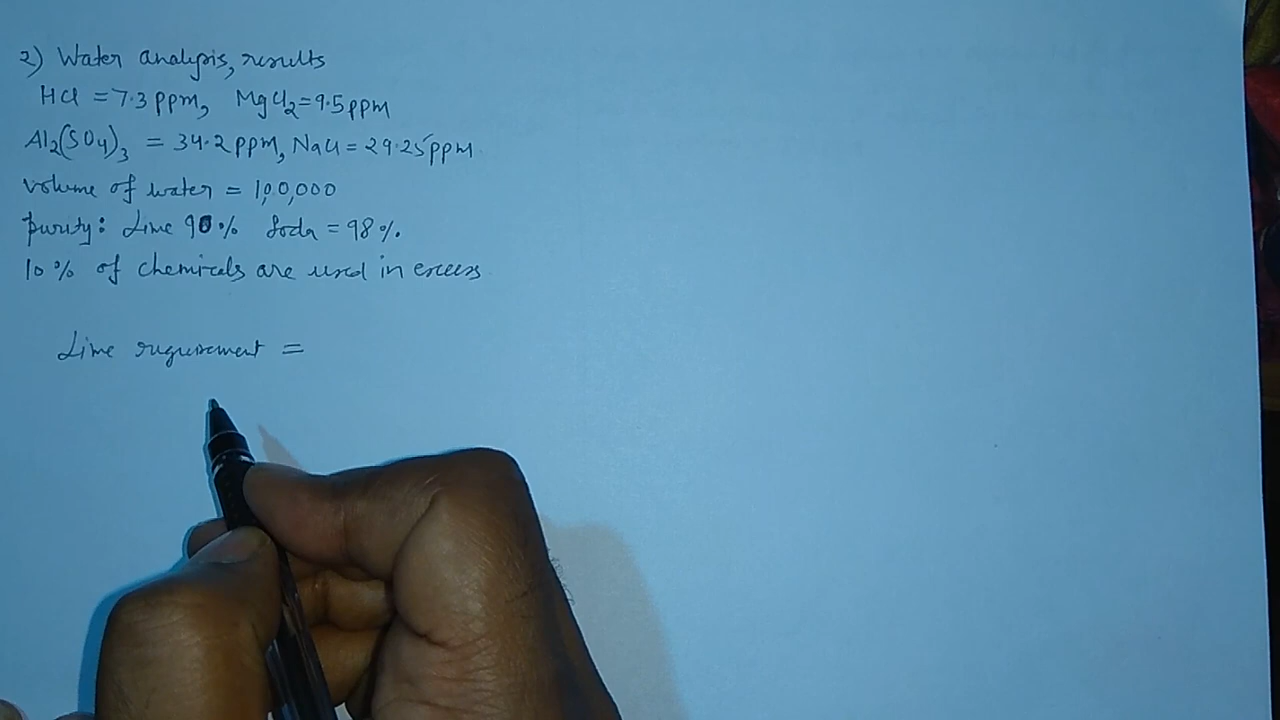 2) Water analysis, results
HCl = 7.3 ppm, MgCl2 = 9.5 ppm
Al2(SO4)3 = 34.2 ppm, NaCl = 29.25 ppm
volume of water = 10,0,000
purity: Lime 90% Soda = 98%.
10% of chemicals are used in excess
Lime requirement =